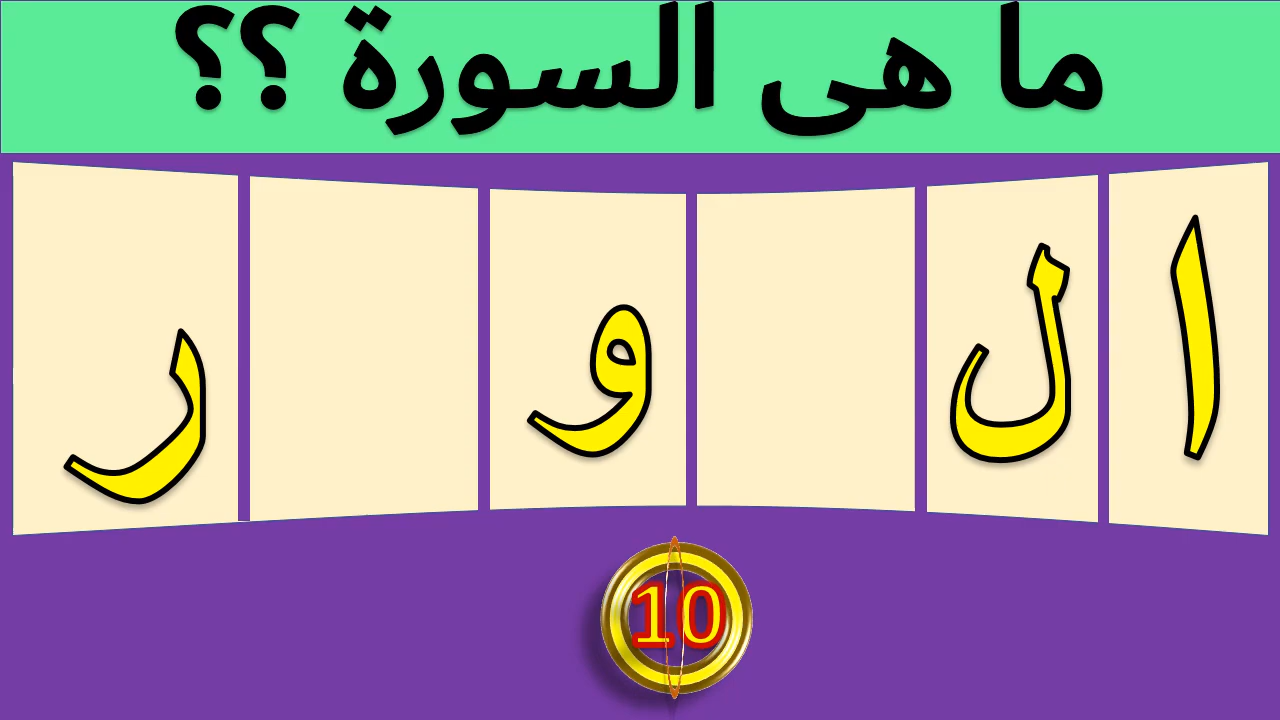 ما هى السورة ؟؟
ا ل و ر
10